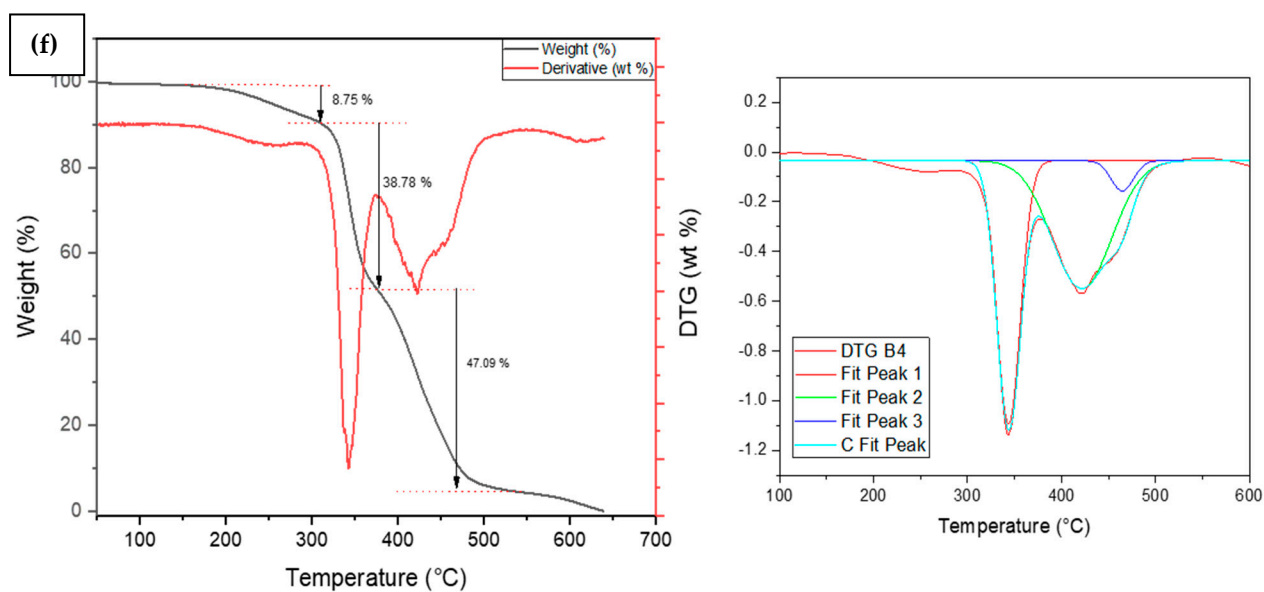 (f)
Weight (%)
Derivative (wt %)
100
80
60
40
20
0
8.75 %
38.78 %
47.09 %
Weight (%)
DTG (wt %)
100
200
300
400
500
600
700
Temperature (°C)
0.2
0.0
-0.2
-0.4
-0.6
-0.8
-1.0
-1.2
DTG B4
Fit Peak 1
Fit Peak 2
Fit Peak 3
C Fit Peak
100
200
300
400
500
600
Temperature (°C)